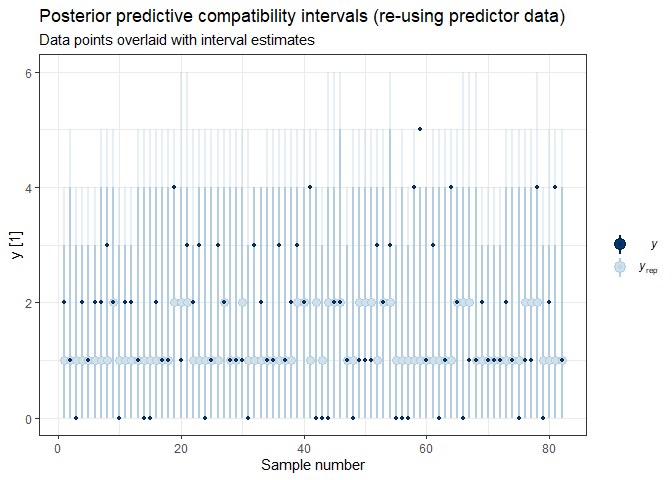 Posterior predictive compatibility intervals (re-using predictor data)
Data points overlaid with interval estimates
6
4
2
0
y [1]
0 20 40 60 80
Sample number
y
y rep